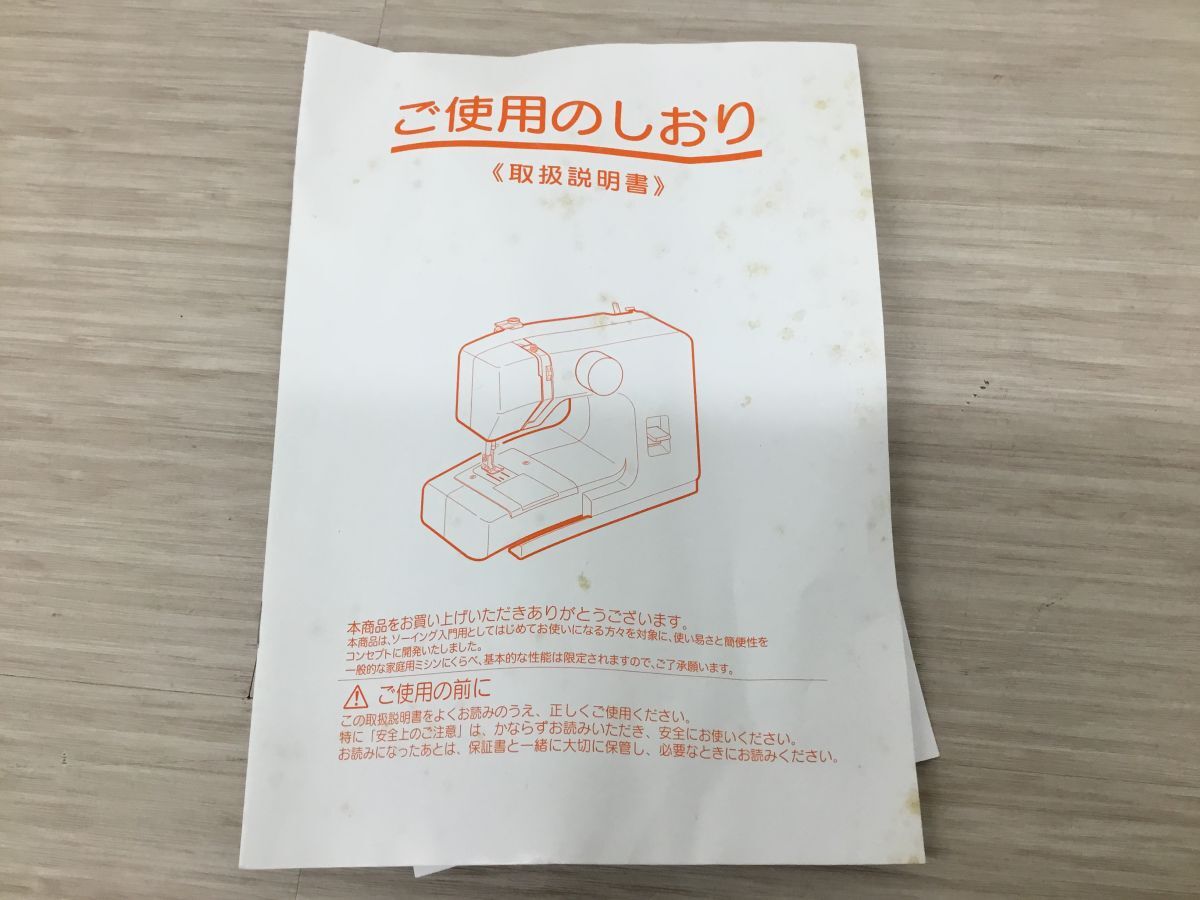 ご使用のしおり
《取扱説明書》
本商品をお買い上げいただきありがとうございます。
本商品は、ソーイング入門用としてはじめてお使いになる方々を対象に、使い易さと簡便性を
コンセプトに開発いたしました。
一般的な家庭用ミシンにくらべ、基本的な性能は限定されますので、ご了承願います。
ご使用の前に
この取扱説明書をよくお読みのうえ、正しくご使用ください。
特に「安全上のご注意」は、かならずお読みいただき、安全にお使いください。
お読みになったあとは、保証書と一緒に大切に保管し、必要なときにお読みください。